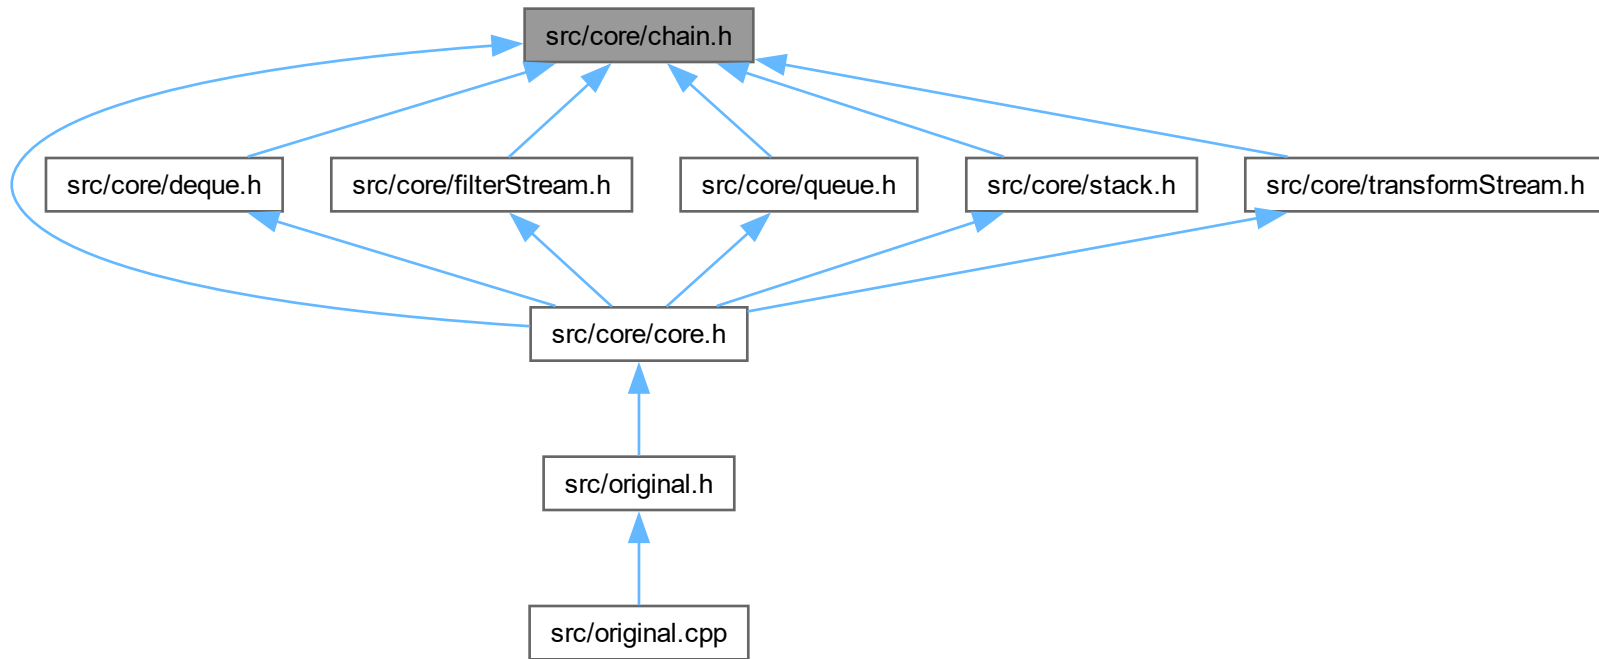 src/core/chain.h
src/core/deque.h
src/core/filterStream.h
src/core/queue.h
src/core/stack.h
src/core/transformStream.h
src/core/core.h
src/original.h
src/original.cpp